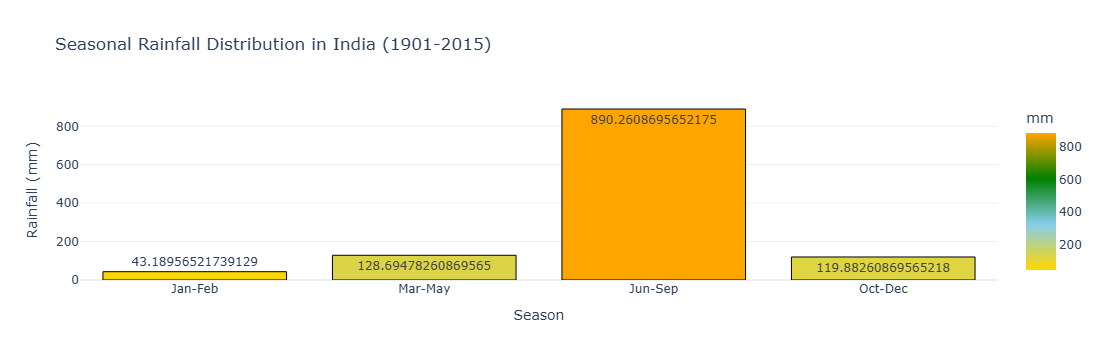 Seasonal Rainfall Distribution in India (1901-2015)
Rainfall (mm)
800
600
400
200
0
43.18956521739129
128.69478260869565
890.2608695652175
119.88260869565218
Jan-Feb
Mar-May
Jun-Sep
Oct-Dec
Season
mm
800
600
400
200